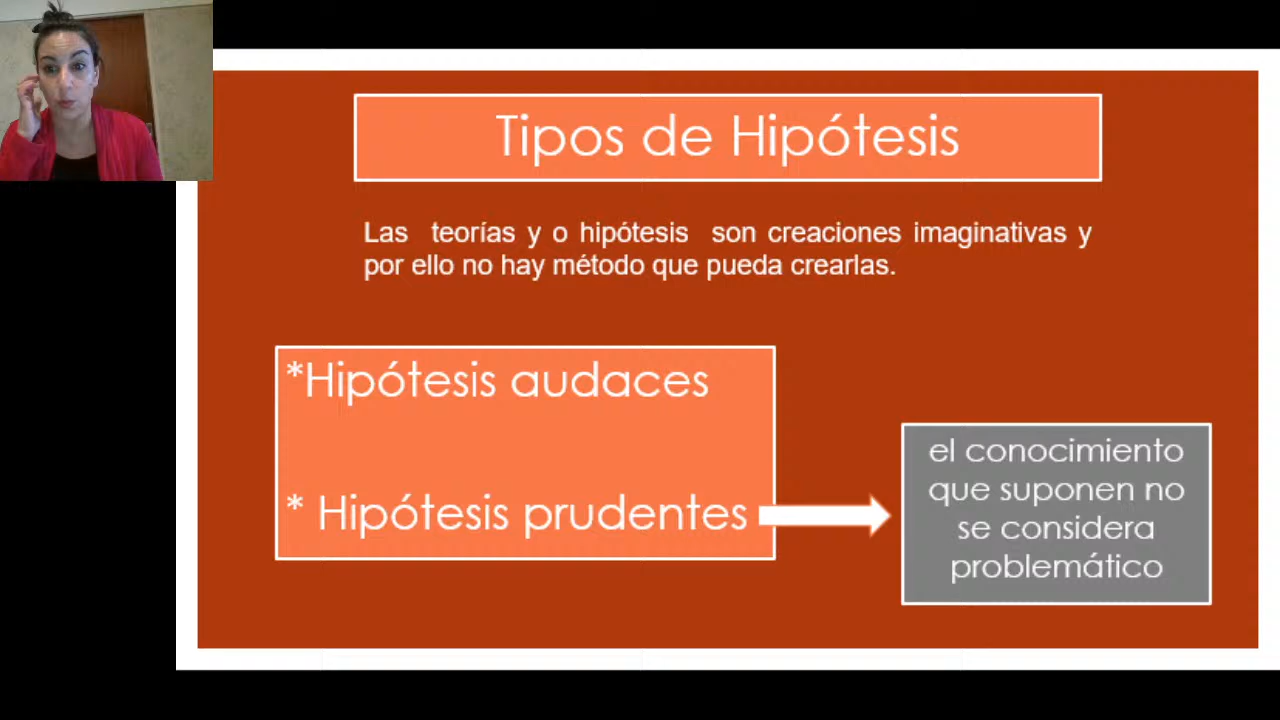 Tipos de Hipótesis
Las teorías y o hipótesis son creaciones imaginativas y
por ello no hay método que pueda crearlas.
*Hipótesis audaces
* Hipótesis prudentes
el conocimiento
que suponen no
se considera
problemático